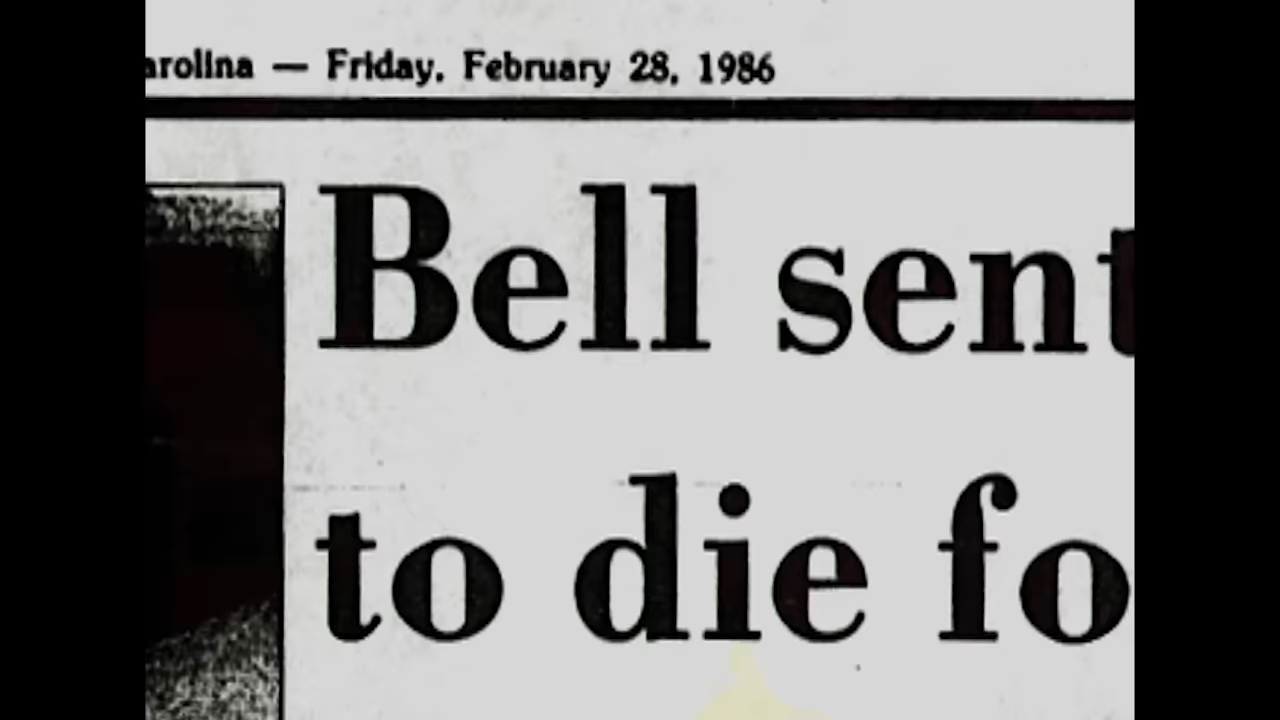 arolina — Friday, February 28, 1986
Bell sent
to die fo